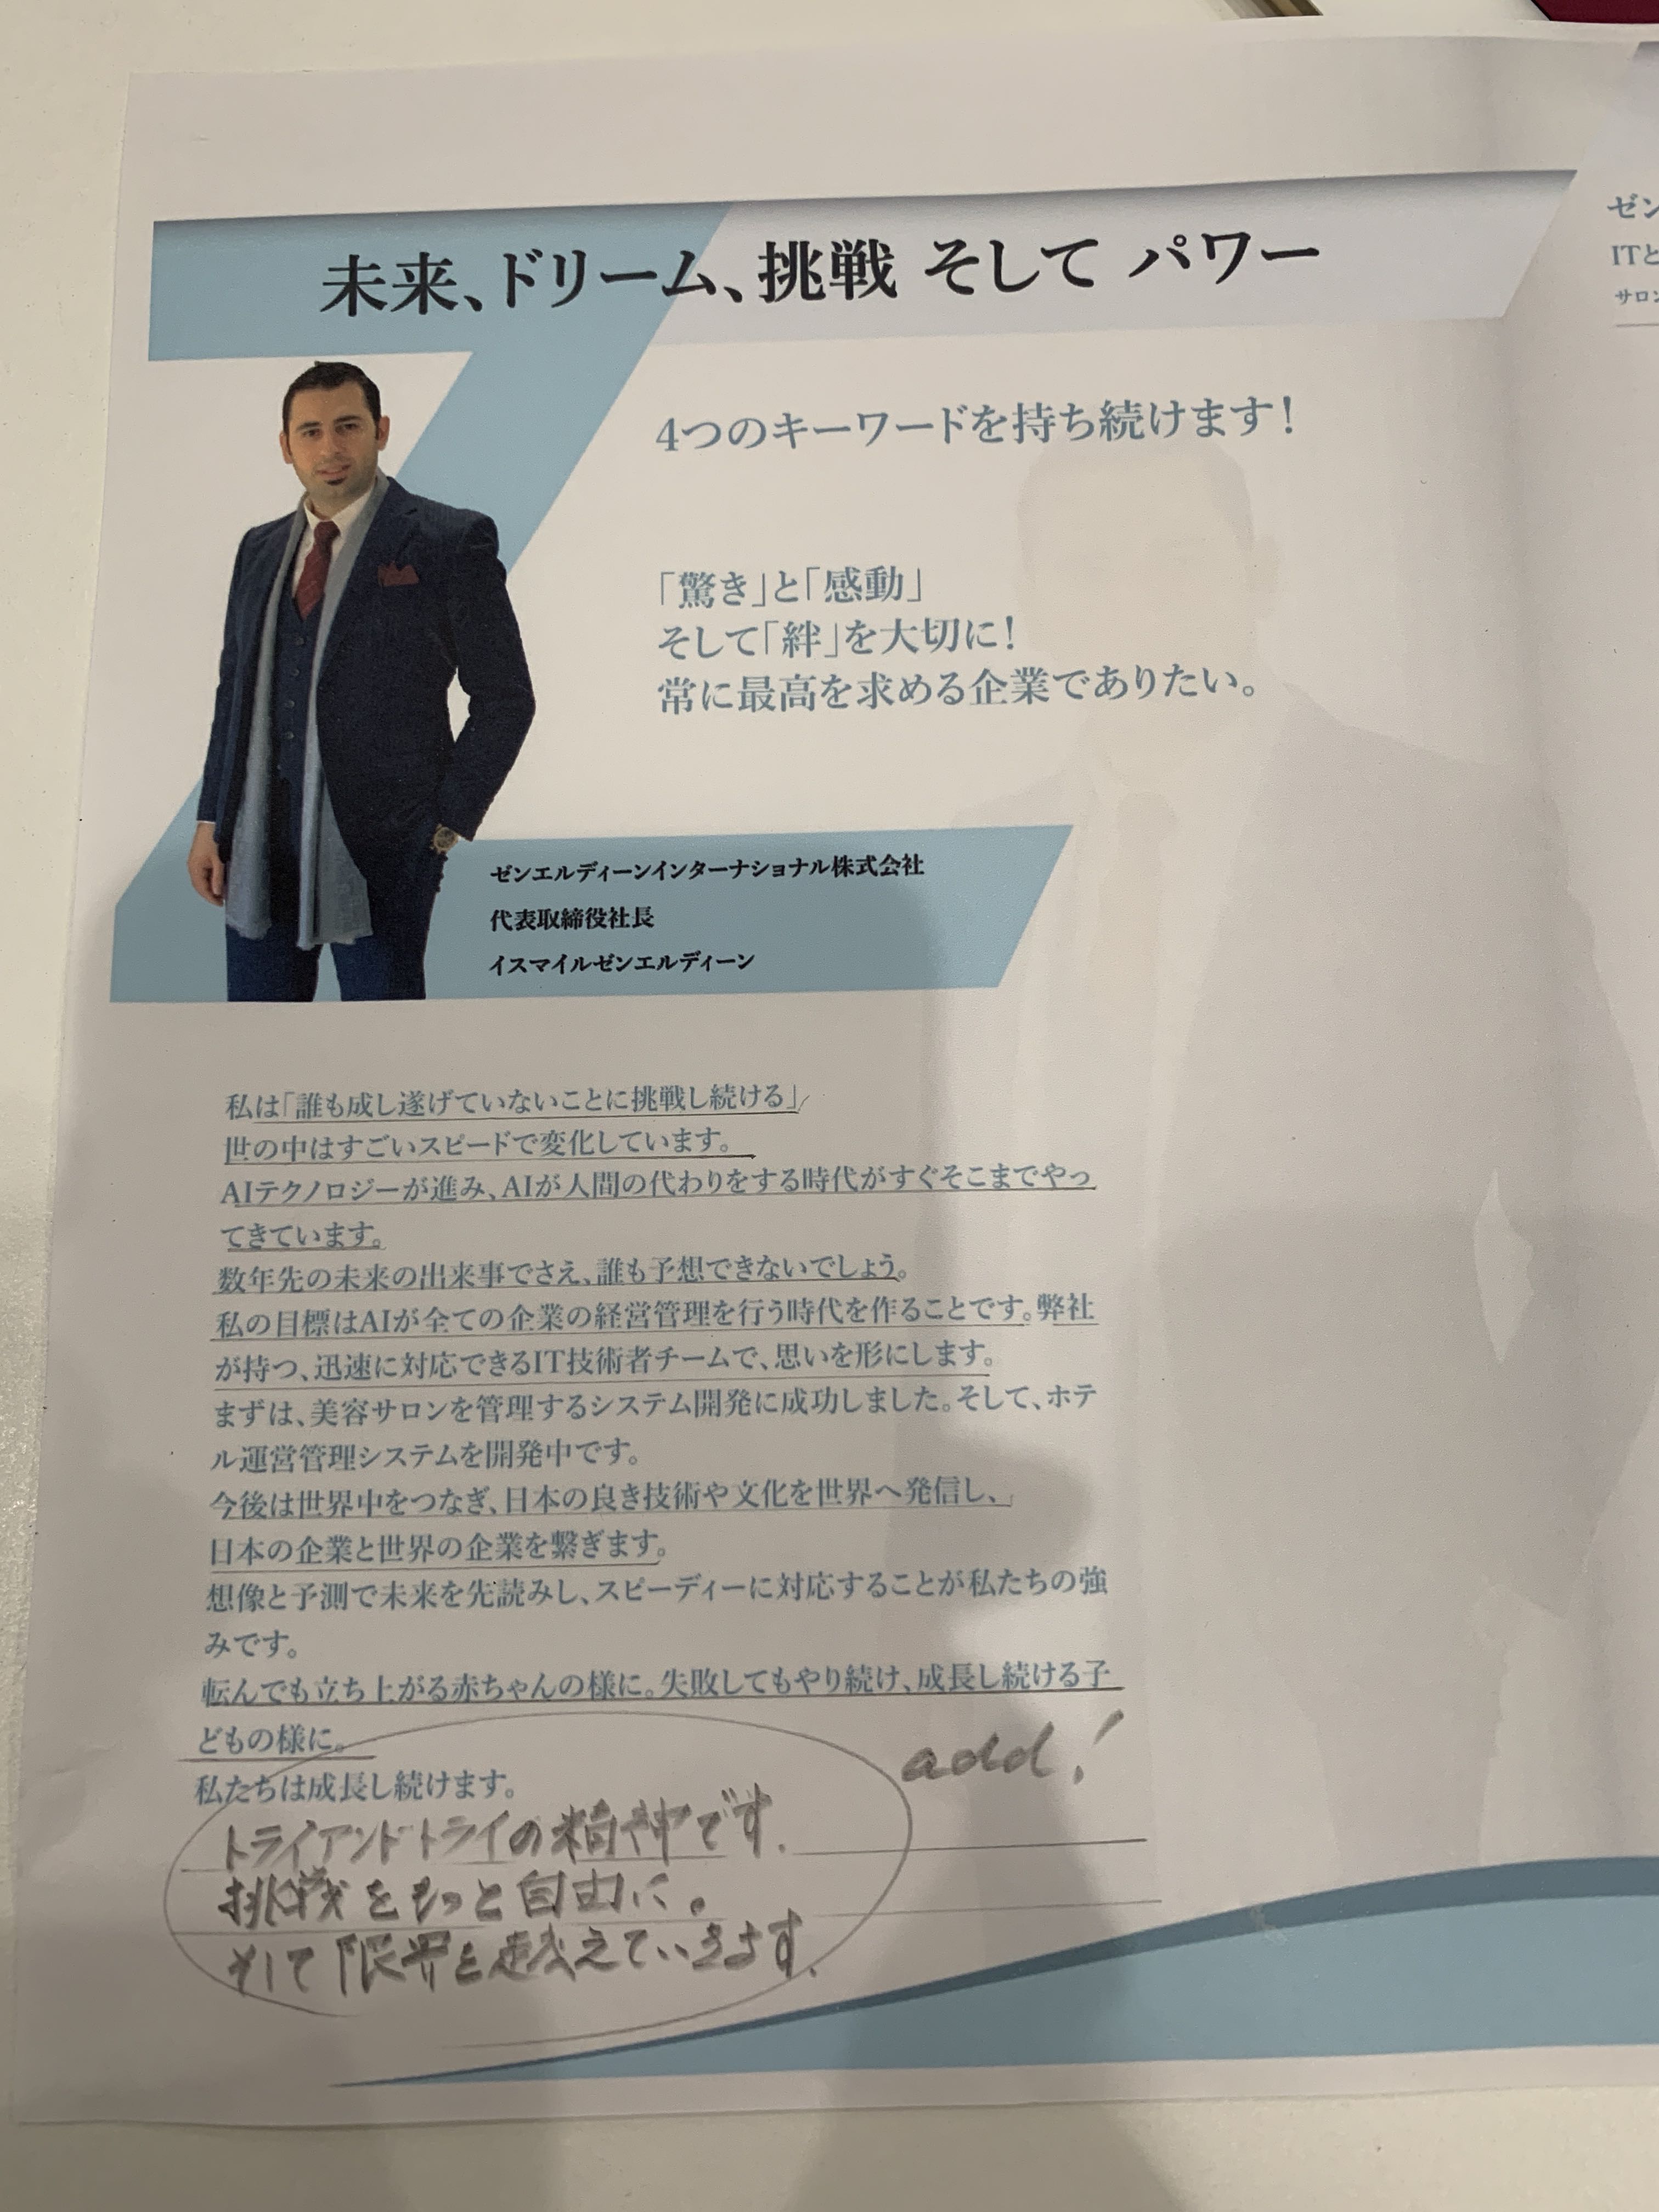 未来、ドリーム、挑戦 そして パワー
4つのキーワードを持ち続けます!
「驚き」と「感動」
そして「絆」を大切に!
常に最高を求める企業でありたい。
ゼンエルディーンインターナショナル株式会社
代表取締役社長
イスマイルゼンエルディーン
私は「誰も成し遂げていないことに挑戦し続ける」
世の中はすごいスピードで変化しています。
AIテクノロジーが進み、AIが人間の代わりをする時代がすぐそこまでやっ
てきています。
数年先の未来の出来事でさえ、誰も予想できないでしょう。
私の目標はAIが全ての企業の経営管理を行う時代を作ることです。弊社
が持つ、迅速に対応できるIT技術者チームで、思いを形にします。
まずは、美容サロンを管理するシステム開発に成功しました。そして、ホテ
ル運営管理システムを開発中です。
今後は世界中をつなぎ、日本の良き技術や文化を世界へ発信し、
日本の企業と世界の企業を繋ぎます。
想像と予測で未来を先読みし、スピーディーに対応することが私たちの強
みです。
転んでも立ち上がる赤ちゃんの様に。失敗してもやり続け、成長し続ける子
どもの様に。
私たちは成長し続けます。
add!
トライアンドトライの精神です.
挑戦をもっと自由に。
そして限界を越えていきます.
ゼン
ITと
サロン